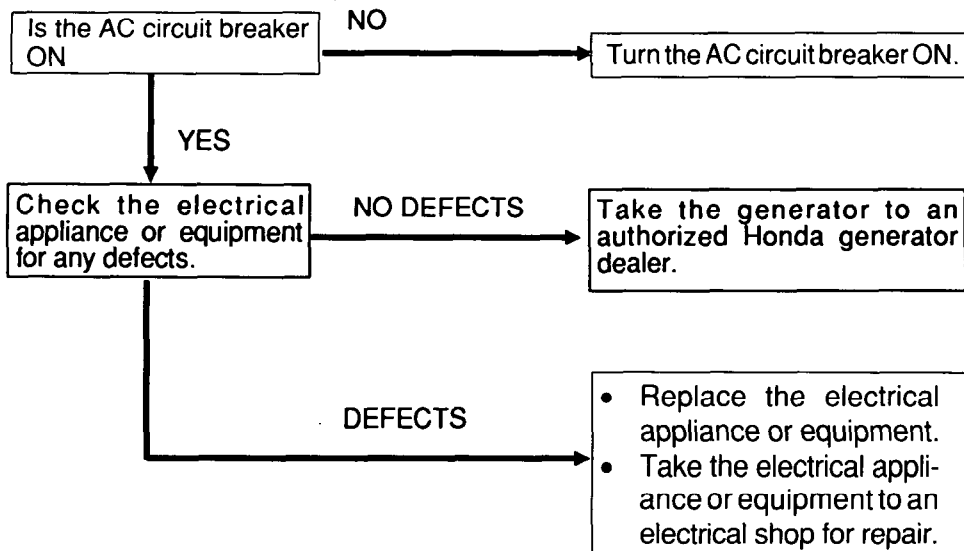 Is the AC circuit breaker
ON
NO
Turn the AC circuit breaker ON.
YES
Check the electrical
appliance or equipment
for any defects.
NO DEFECTS
Take the generator to an
authorized Honda generator
dealer.
DEFECTS
• Replace the electrical
appliance or equipment.
• Take the electrical appli-
ance or equipment to an
electrical shop for repair.